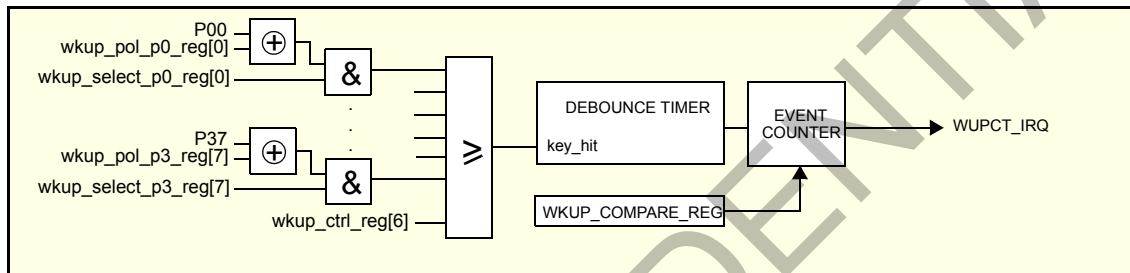 P00
wkup_pol_p0_reg[0]
wkup_select_p0_reg[0]
&
P37
wkup_pol_p3_reg[7]
wkup_select_p3_reg[7]
&
wkup_ctrl_reg[6]
≥
DEBOUNCE TIMER
key_hit
EVENT
COUNTER
WUPCT_IRQ
WKUP_COMPARE_REG
DENTIA